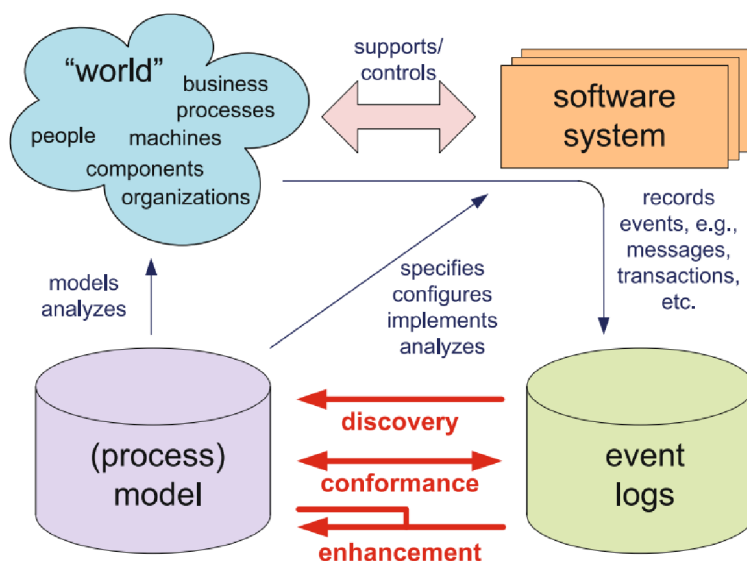 “world”
business
processes
people
machines
components
organizations
supports/
controls
software
system
records
events, e.g.,
messages,
transactions,
etc.
models
analyzes
specifies
configures
implements
analyzes
(process)
model
discovery
conformance
enhancement
event
logs